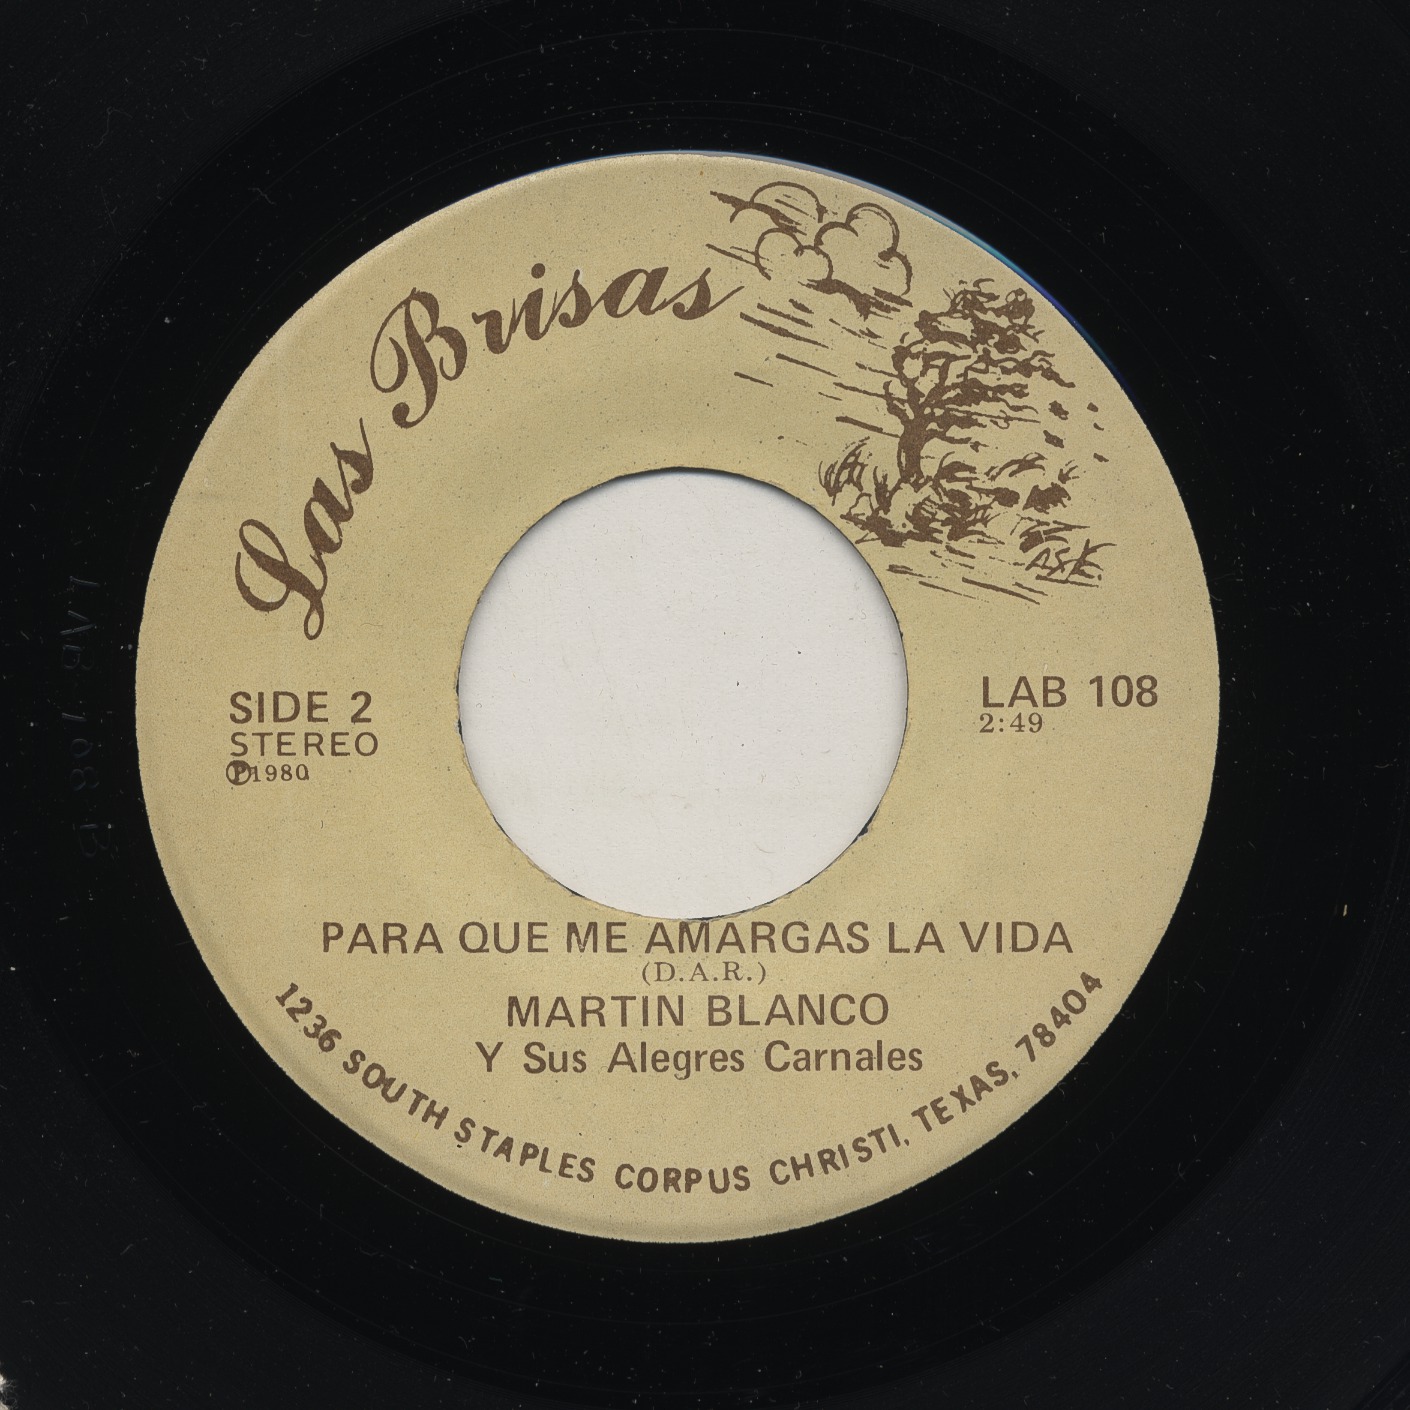 Las Brisas
A.S.K.
SIDE 2
STEREO
Ⓟ1980
LAB 108
2:49
PARA QUE ME AMARGAS LA VIDA
(D.A.R.)
MARTIN BLANCO
Y Sus Alegres Carnales
1236 SOUTH STAPLES CORPUS CHRISTI, TEXAS, 78404